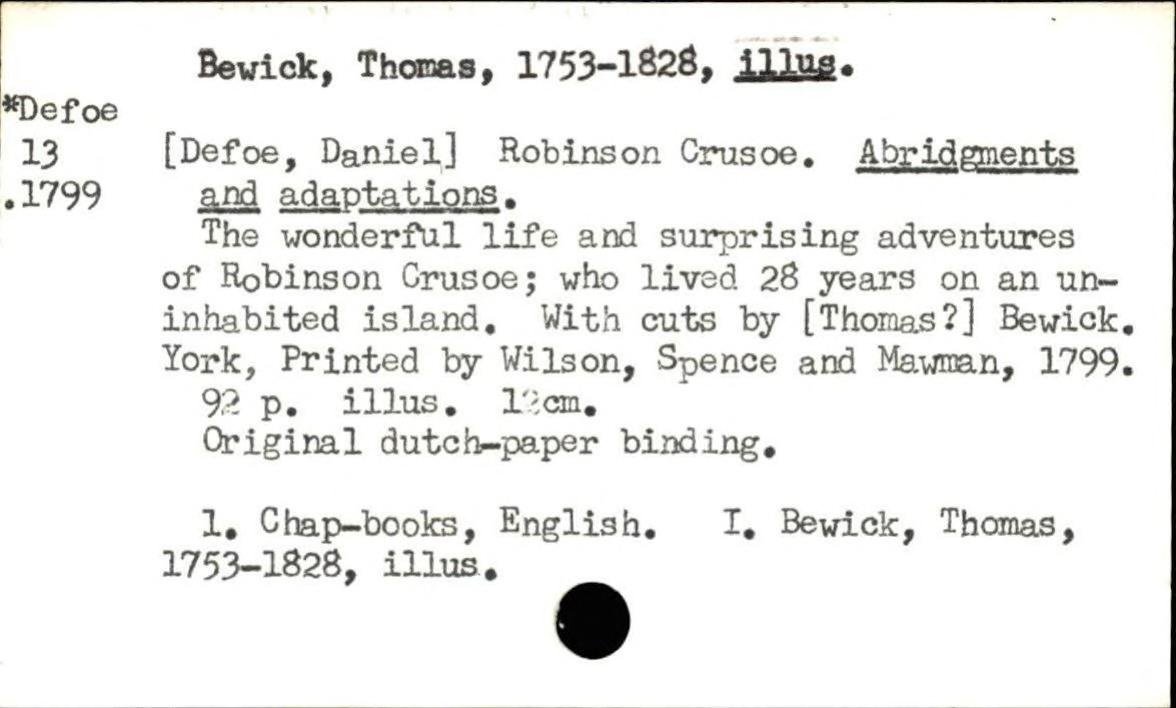 Bewick, Thomas, 1753-1828, illus.
*Defoe
13
.1799
[Defoe, Daniel] Robinson Crusoe. Abridgments
and adaptations.
The wonderful life and surprising adventures
of Robinson Crusoe; who lived 28 years on an un-
inhabited island. With cuts by [Thomas?] Bewick.
York, Printed by Wilson, Spence and Mawman, 1799.
92 p. illus. 12cm.
Original dutch-paper binding.
1. Chap-books, English. I. Bewick, Thomas,
1753-1828, illus.